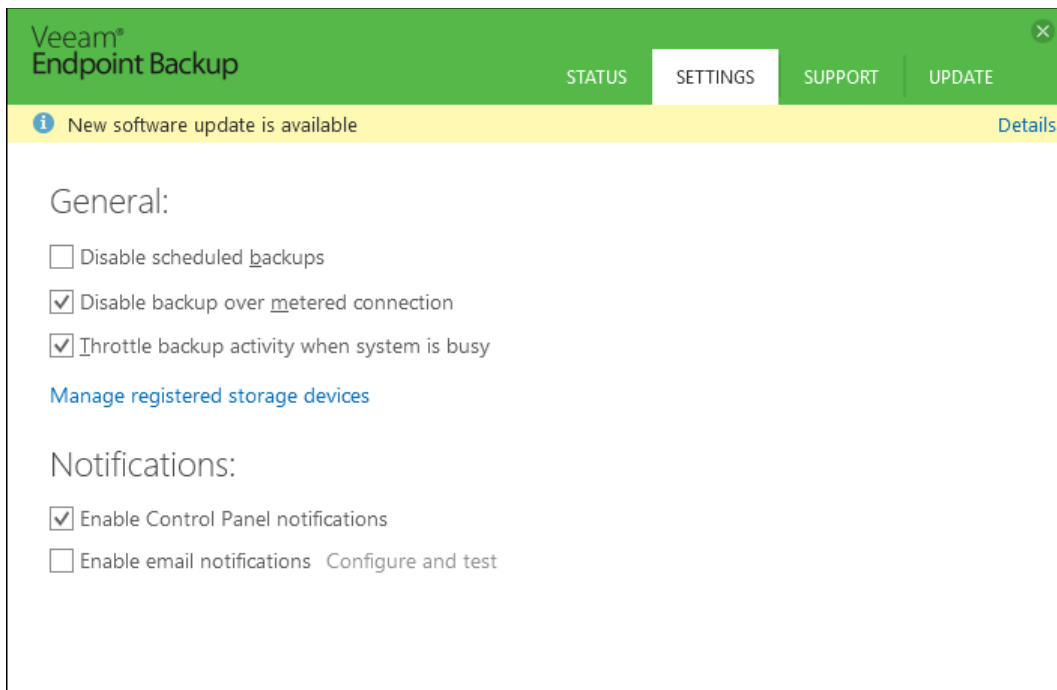 Veeam®
Endpoint Backup
STATUS SETTINGS SUPPORT UPDATE
New software update is available Details
General:
Disable scheduled backups
Disable backup over metered connection
Throttle backup activity when system is busy
Manage registered storage devices
Notifications:
Enable Control Panel notifications
Enable email notifications Configure and test